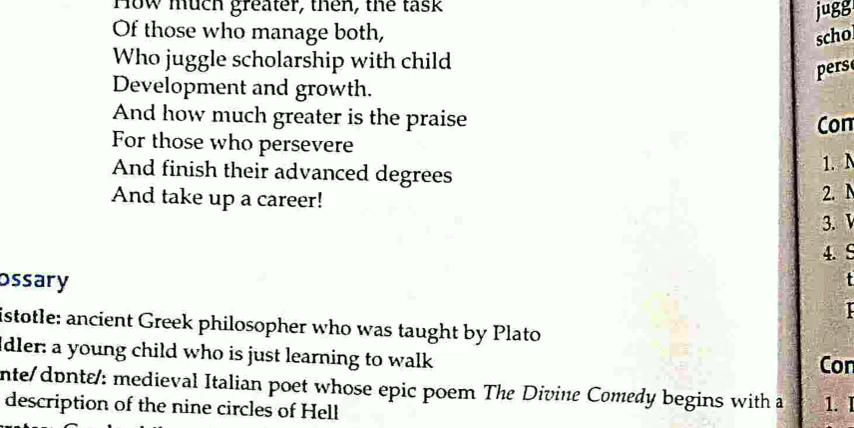 How much greater, then, the task
Of those who manage both,
Who juggle scholarship with child
Development and growth.
And how much greater is the praise
For those who persevere
And finish their advanced degrees
And take up a career!
ossary
istotle: ancient Greek philosopher who was taught by Plato
dler: a young child who is just learning to walk
nte/ dɒntɛ/: medieval Italian poet whose epic poem The Divine Comedy begins with a
description of the nine circles of Hell
jugg
scho
pers
Com
1.
2.
3.
4. S
t
Con
1.